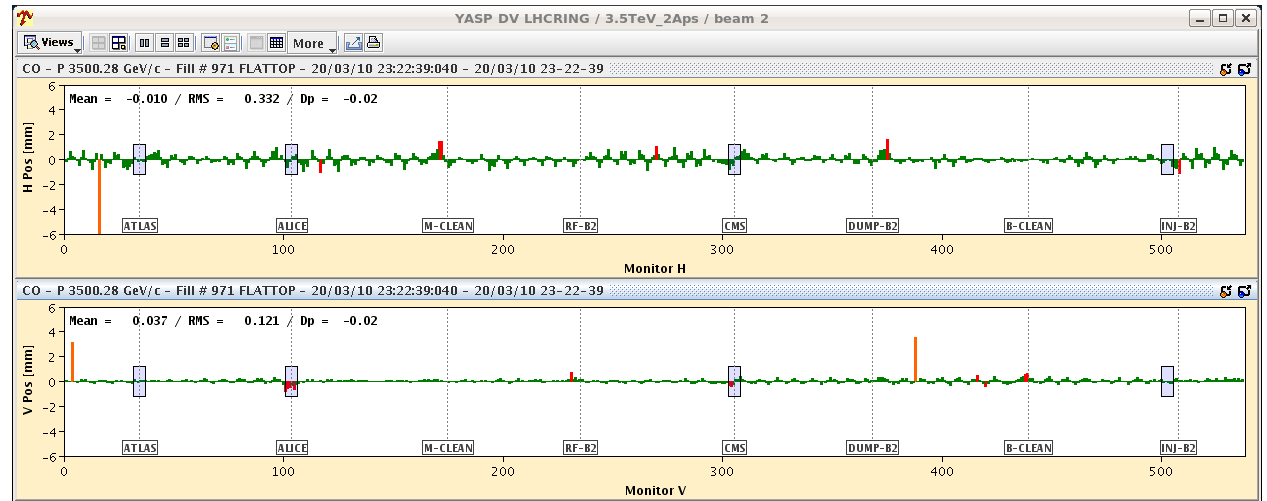 YASP DV LHCRING / 3.5TeV_2Aps / beam 2
Views More
CO - P 3500.28 GeV/c - Fill # 971 FLATTOP - 20/03/10 23:22:39:040 - 20/03/10 23-22-39
Mean = -0.010 / RMS = 0.332 / Dp = -0.02
H Pos [mm]
6
4
2
0
-2
-4
-6
ATLAS ALICE M-CLEAN RF-B2 CMS DUMP-B2 B-CLEAN INJ-B2
0 100 200 300 400 500
Monitor H
CO - P 3500.28 GeV/c - Fill # 971 FLATTOP - 20/03/10 23:22:39:040 - 20/03/10 23-22-39
Mean = 0.037 / RMS = 0.121 / Dp = -0.02
V Pos [mm]
6
4
2
0
-2
-4
-6
ATLAS ALICE M-CLEAN RF-B2 CMS DUMP-B2 B-CLEAN INJ-B2
0 100 200 300 400 500
Monitor V